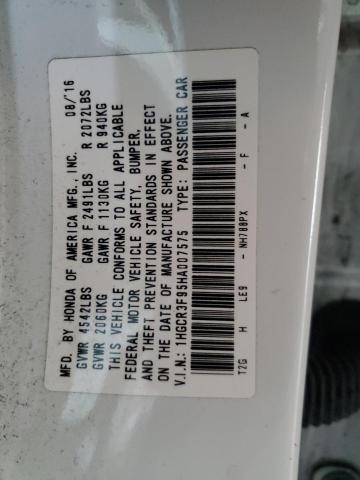 MFD. BY HONDA OF AMERICA MFG., INC. 08/'16
GVWR 4542LBS GAWR F 2491LBS R 2072LBS
GVWR 2060KG GAWR F 1130KG R 940KG
THIS VEHICLE CONFORMS TO ALL APPLICABLE
FEDERAL MOTOR VEHICLE SAFETY, BUMPER,
AND THEFT PREVENTION STANDARDS IN EFFECT
ON THE DATE OF MANUFACTURE SHOWN ABOVE.
V.I.N.: 1HGCR3F95HA007575 TYPE: PASSENGER CAR
T2G H LE9 - NH788PX - F - A